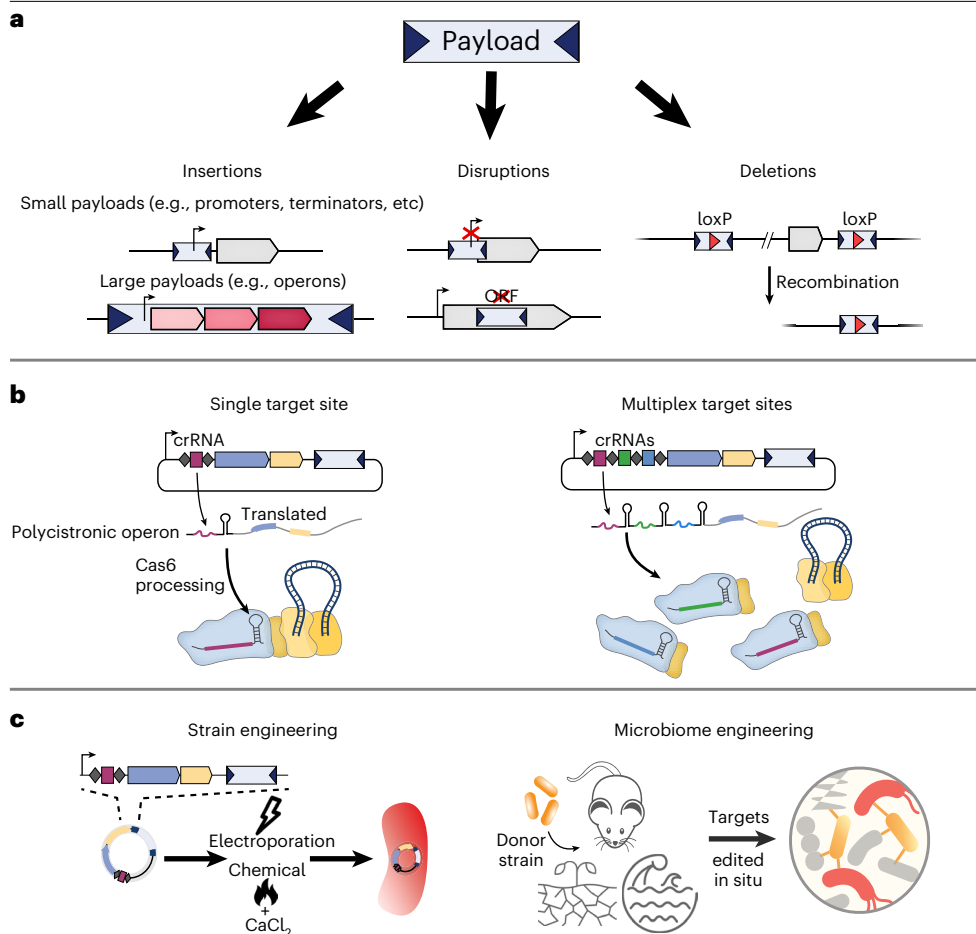 a
Payload
Insertions
Disruptions
Deletions
Small payloads (e.g., promoters, terminators, etc)
loxP
loxP
Large payloads (e.g., operons)
ORF
Recombination
b
Single target site
Multiplex target sites
crRNA
crRNAs
Translated
Polycistronic operon
Cas6
processing
c
Strain engineering
Microbiome engineering
Electroporation
Chemical
+
CaCl₂
Donor
strain
Targets
edited
in situ